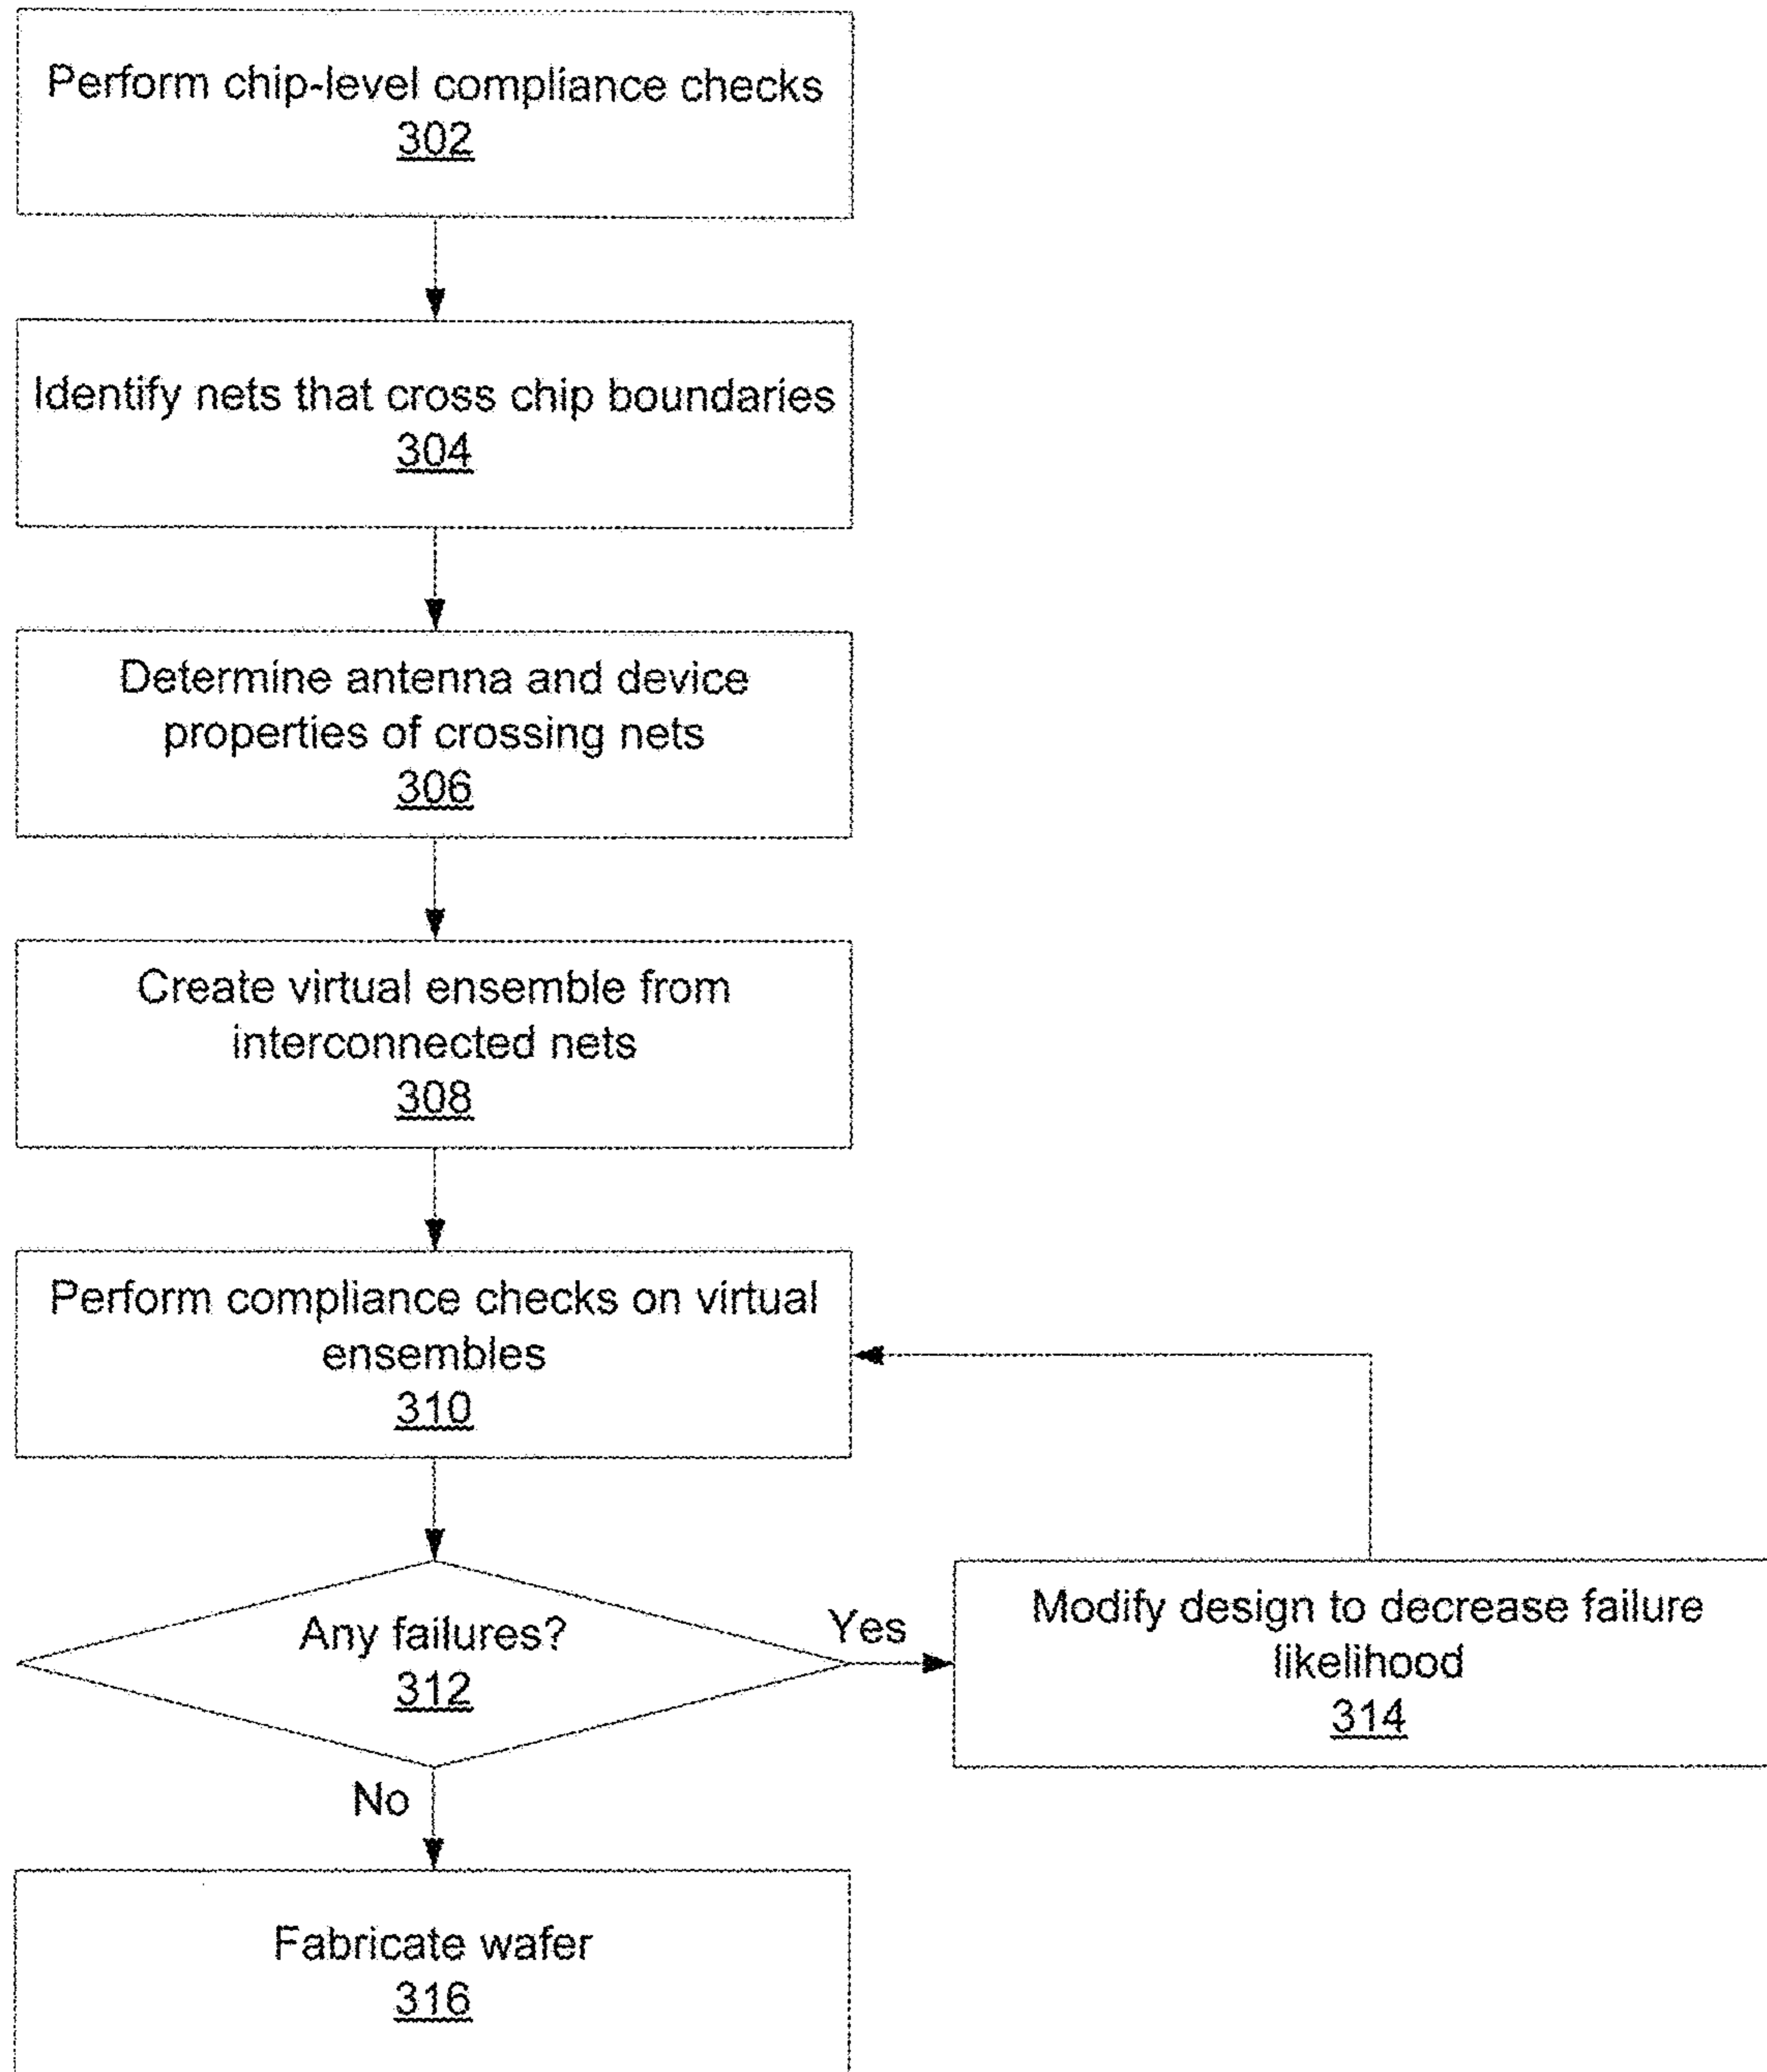 Perform chip-level compliance checks
302
Identify nets that cross chip boundaries
304
Determine antenna and device
properties of crossing nets
306
Create virtual ensemble from
interconnected nets
308
Perform compliance checks on virtual
ensembles
310
Any failures?
312
Yes
Modify design to decrease failure
likelihood
314
No
Fabricate wafer
316